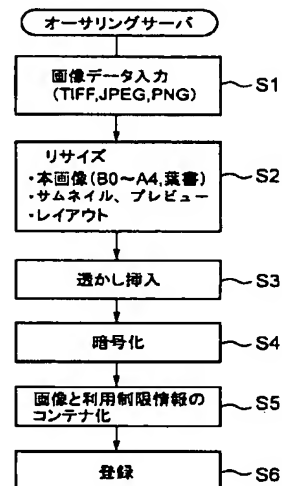 オーサリングサーバ
画像データ入力
(TIFF,JPEG,PNG)
S1
リサイズ
・本画像(B0～A4,葉書)
・サムネイル、プレビュー
・レイアウト
S2
透かし挿入
S3
暗号化
S4
画像と利用制限情報の
コンテナ化
S5
登録
S6